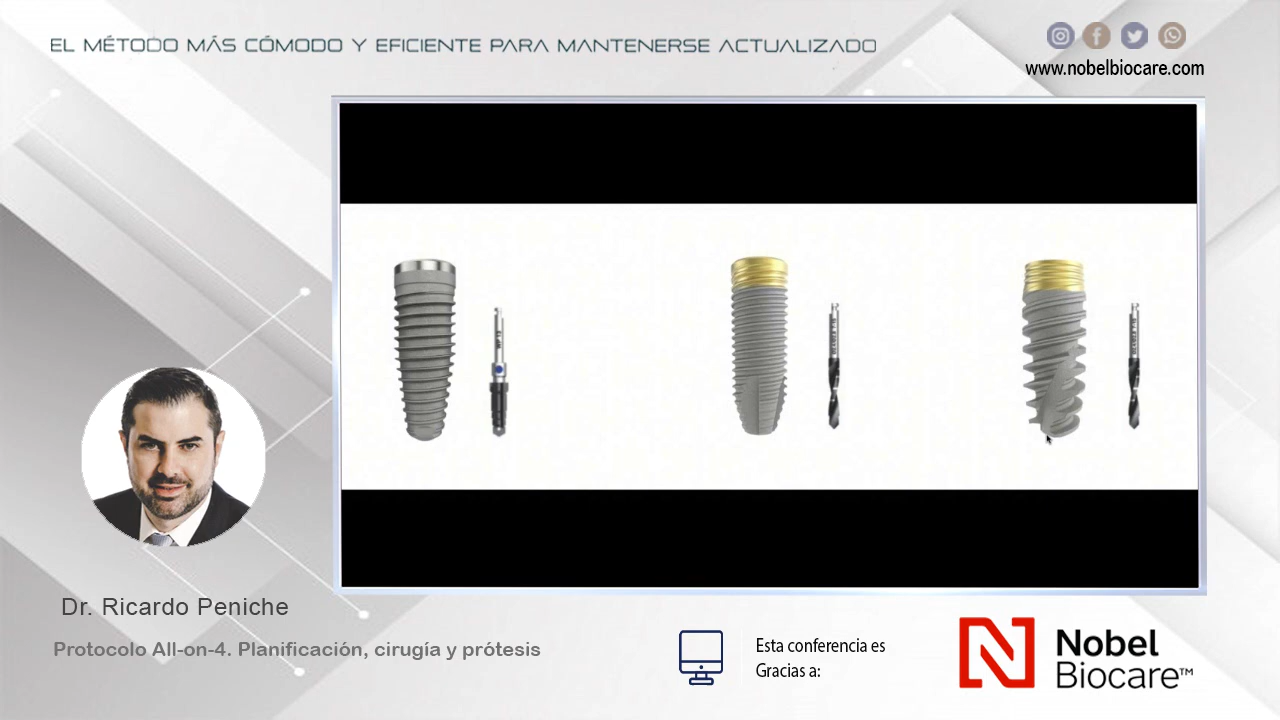 EL MÉTODO MÁS CÓMODO Y EFICIENTE PARA MANTENERSE ACTUALIZADO
www.nobelbiocare.com
Dr. Ricardo Peniche
Protocolo All-on-4. Planificación, cirugía y prótesis
Esta conferencia es
Gracias a:
Nobel
Biocare™